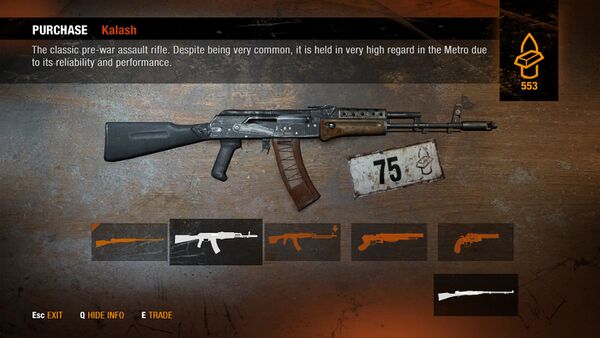 PURCHASE Kalash
The classic pre-war assault rifle. Despite being very common, it is held in very high regard in the Metro due
to its reliability and performance.
553
75
Esc EXIT Q HIDE INFO E TRADE